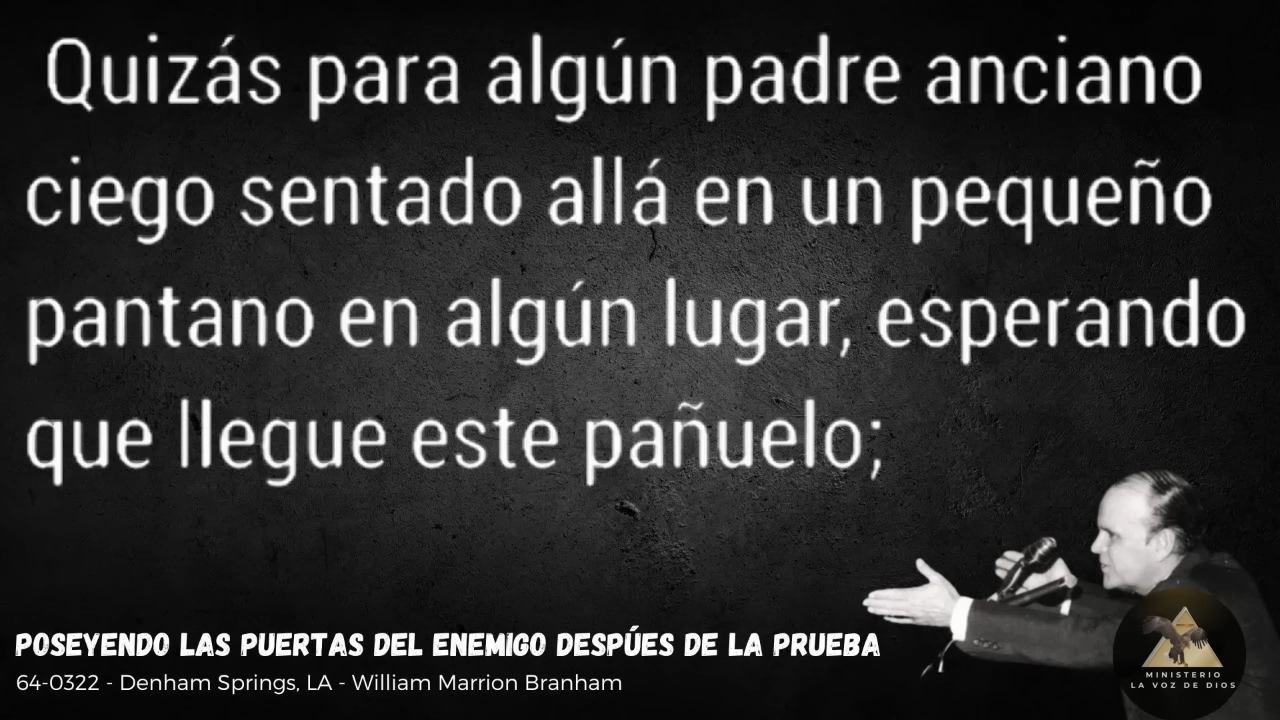 Quizás para algún padre anciano
ciego sentado allá en un pequeño
pantano en algún lugar, esperando
que llegue este pañuelo;
POSEYENDO LAS PUERTAS DEL ENEMIGO DESPÚES DE LA PRUEBA
64-0322 - Denham Springs, LA - William Marrion Branham
MINISTERIO
LA VOZ DE DIOS